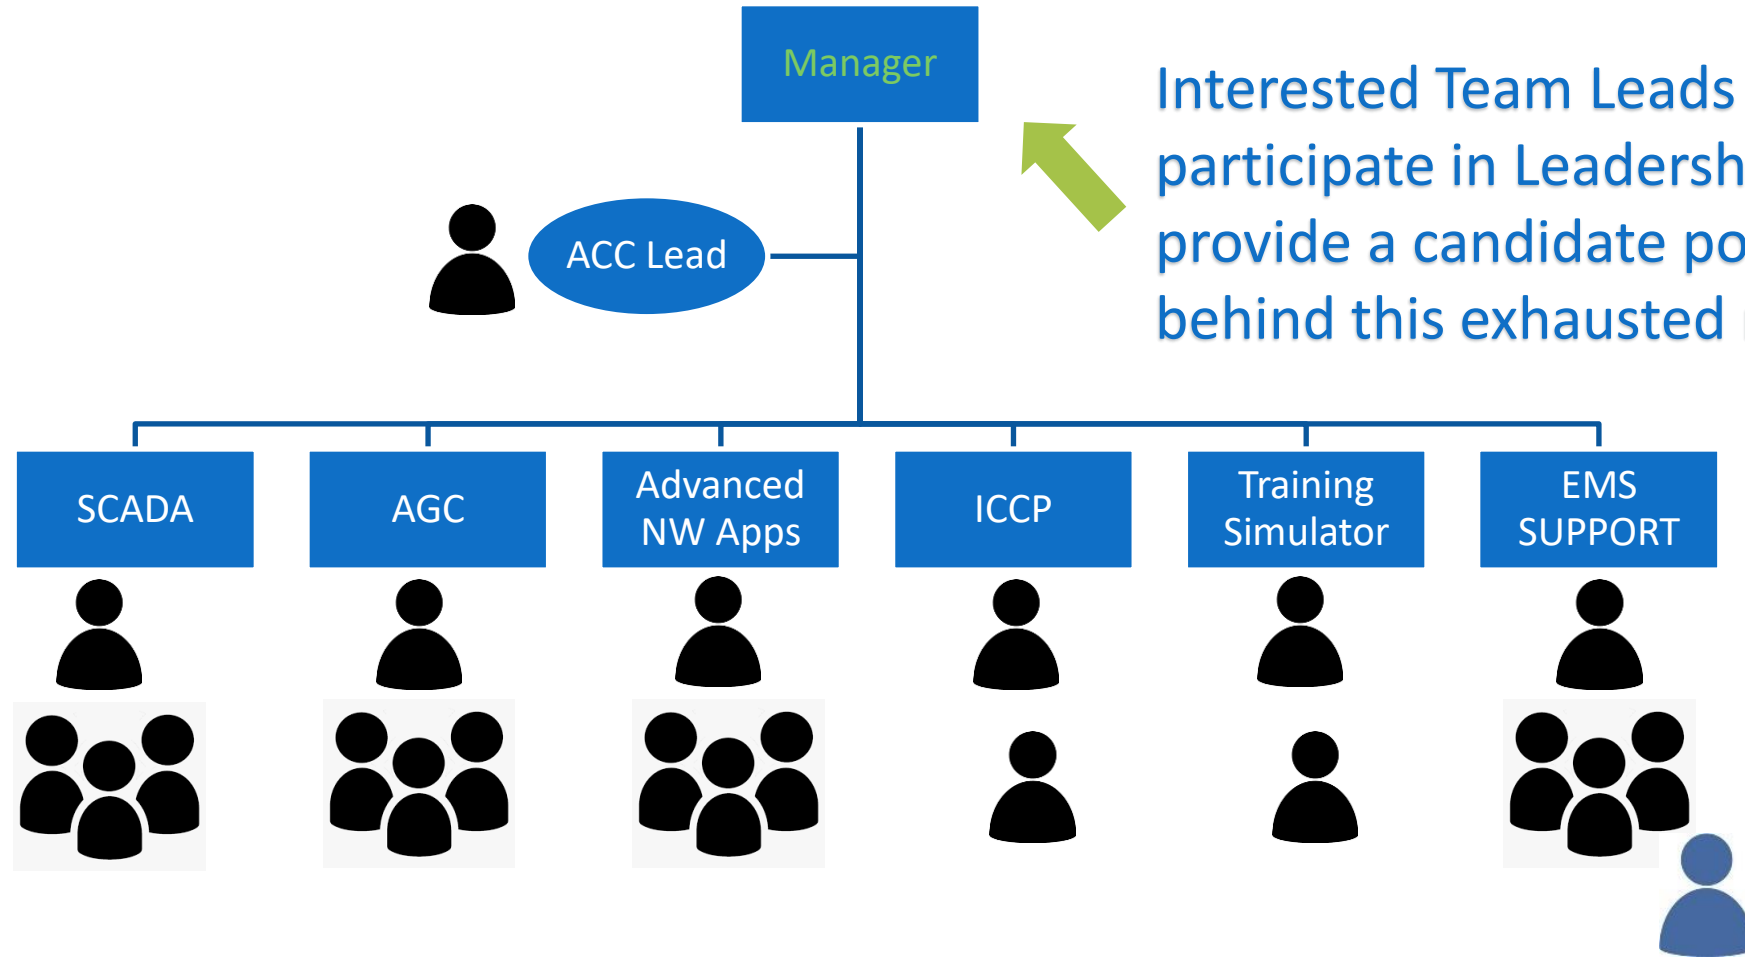 Manager
Interested Team Leads
participate in Leadersh
provide a candidate po
behind this exhausted
ACC Lead
SCADA
AGC
Advanced
NW Apps
ICCP
Training
Simulator
EMS
SUPPORT